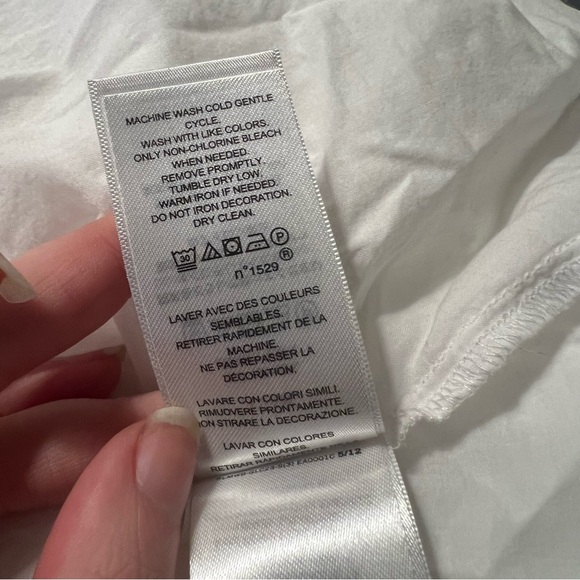 MACHINE WASH COLD GENTLE
CYCLE.
WASH WITH LIKE COLORS.
ONLY NON-CHLORINE BLEACH
WHEN NEEDED.
REMOVE PROMPTLY.
TUMBLE DRY LOW.
WARM IRON IF NEEDED.
DO NOT IRON DECORATION.
DRY CLEAN.
30 P
n°1529 ®
LAVER AVEC DES COULEURS
SEMBLABLES.
RETIRER RAPIDEMENT DE LA
MACHINE.
NE PAS REPASSER LA
DÉCORATION.
LAVARE CON COLORI SIMILI.
RIMUOVERE PRONTAMENTE.
NON STIRARE LA DECORAZIONE.
LAVAR CON COLORES
SIMILARES.
RETIRAR
5/12